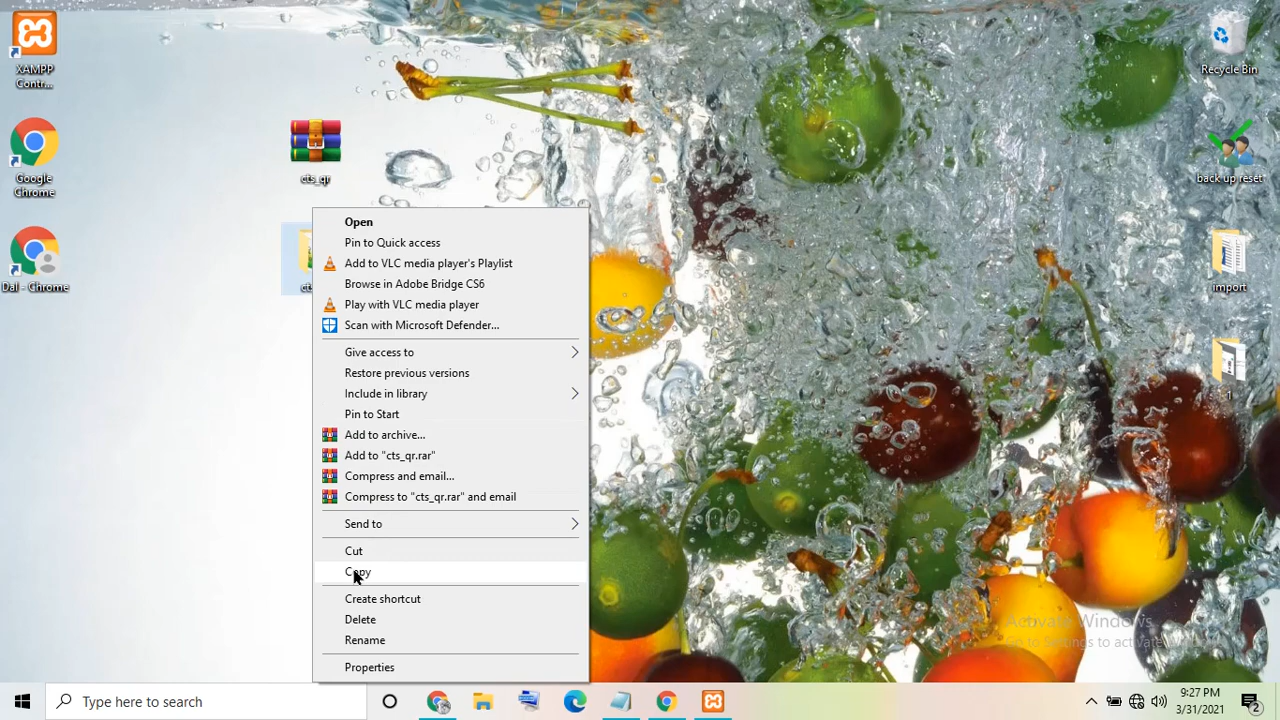 XAMPP
Contr...
Google
Chrome
Dal - Chrome
cts_qr
Recycle Bin
back up reset
import
Open
Pin to Quick access
Add to VLC media player's Playlist
Browse in Adobe Bridge CS6
Play with VLC media player
Scan with Microsoft Defender...
Give access to
Restore previous versions
Include in library
Pin to Start
Add to archive...
Add to "cts_qr.rar"
Compress and email...
Compress to "cts_qr.rar" and email
Send to
Cut
Copy
Create shortcut
Delete
Rename
Properties
Activate Windows
Go to Settings to activate
Type here to search
9:27 PM
3/31/2021
2